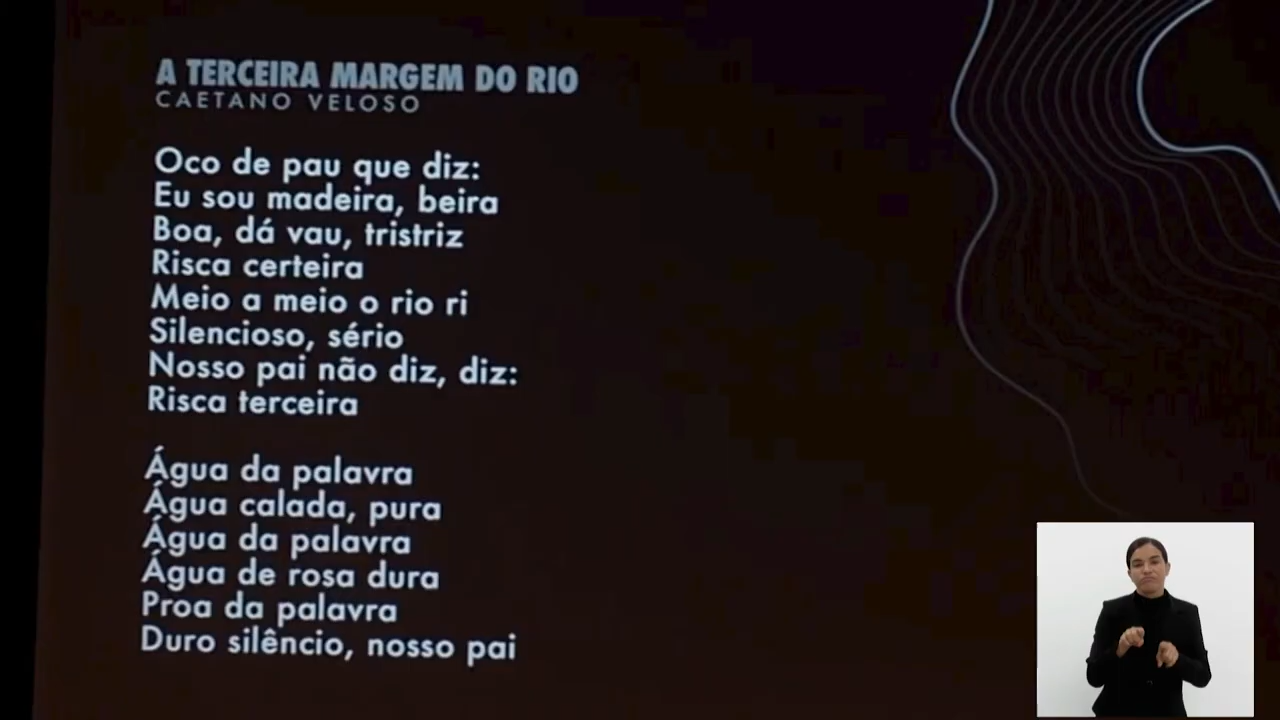 A TERCEIRA MARGEM DO RIO
CAETANO VELOSO
Oco de pau que diz:
Eu sou madeira, beira
Boa, dá vau, tristriz
Risca certeira
Meio a meio o rio ri
Silencioso, sério
Nosso pai não diz, diz:
Risca terceira
Água da palavra
Água calada, pura
Água da palavra
Água de rosa dura
Proa da palavra
Duro silêncio, nosso pai